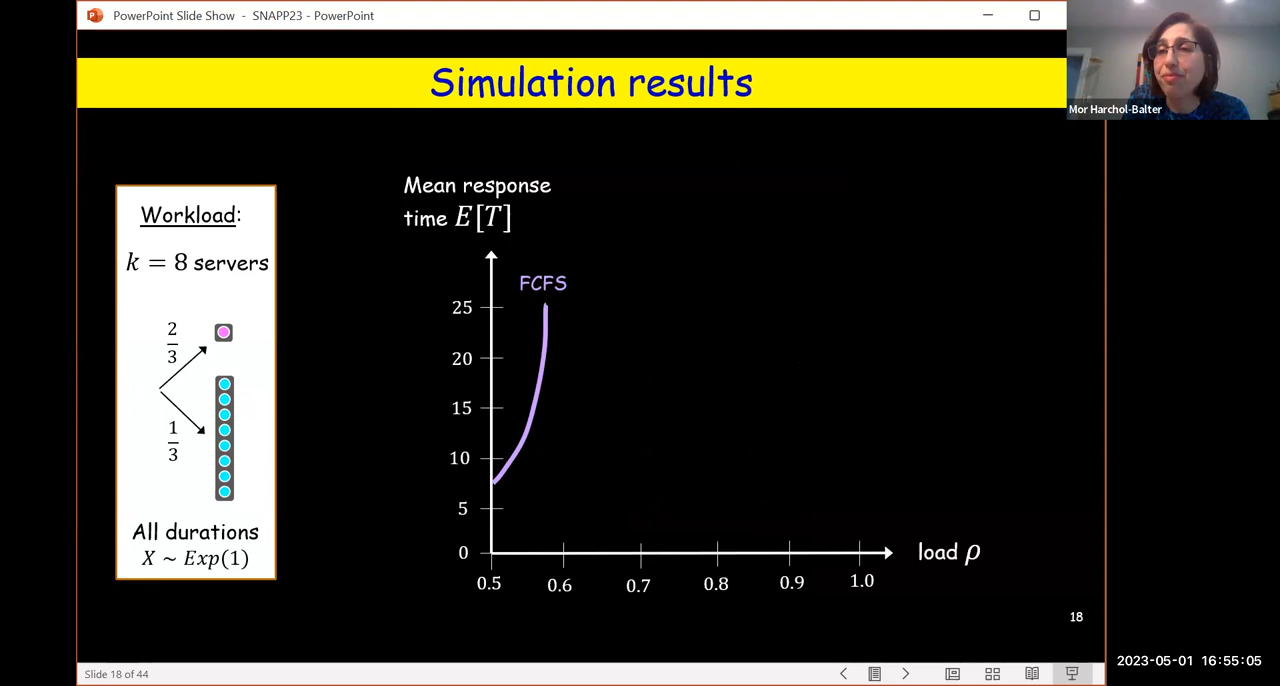 PowerPoint Slide Show - SNAPP23 - PowerPoint
Mor Harchol-Balter
Simulation results
Workload:
k = 8 servers
2
3
1
3
All durations
X ~ Exp(1)
Mean response
time E[T]
FCFS
25
20
15
10
5
0
0.5 0.6 0.7 0.8 0.9 1.0
load ρ
18
2023-05-01 16:55:05
Slide 18 of 44